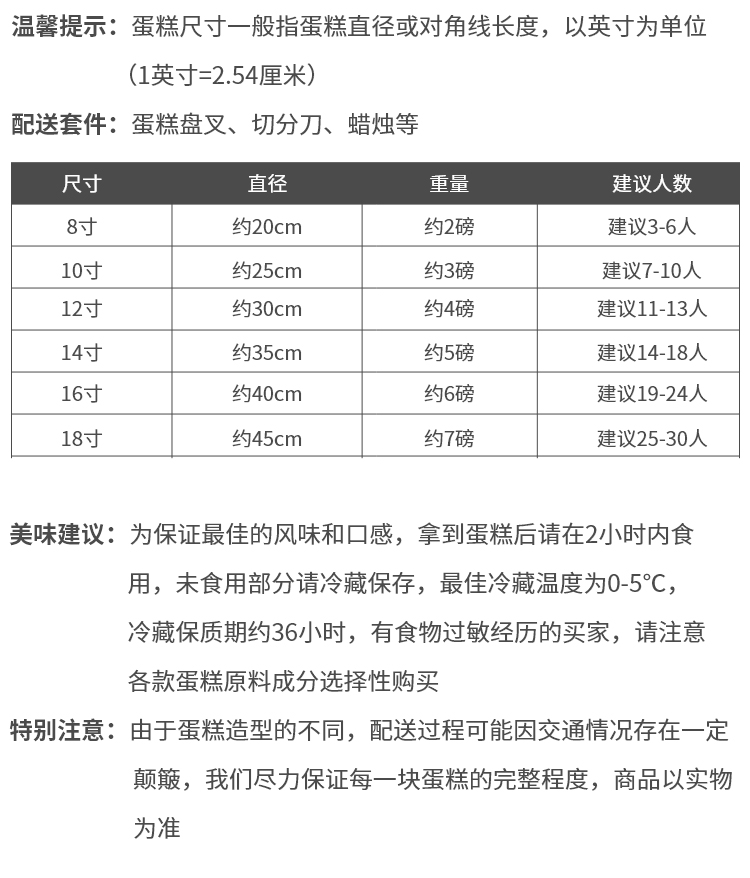 温馨提示：蛋糕尺寸一般指蛋糕直径或对角线长度，以英寸为单位
（1英寸=2.54厘米）
配送套件：蛋糕盘叉、切分刀、蜡烛等
尺寸 直径 重量 建议人数
8寸 约20cm 约2磅 建议3-6人
10寸 约25cm 约3磅 建议7-10人
12寸 约30cm 约4磅 建议11-13人
14寸 约35cm 约5磅 建议14-18人
16寸 约40cm 约6磅 建议19-24人
18寸 约45cm 约7磅 建议25-30人
美味建议：为保证最佳的风味和口感，拿到蛋糕后请在2小时内食
用，未食用部分请冷藏保存，最佳冷藏温度为0-5℃，
冷藏保质期约36小时，有食物过敏经历的买家，请注意
各款蛋糕原料成分选择性购买
特别注意：由于蛋糕造型的不同，配送过程可能因交通情况存在一定
颠簸，我们尽力保证每一块蛋糕的完整程度，商品以实物
为准